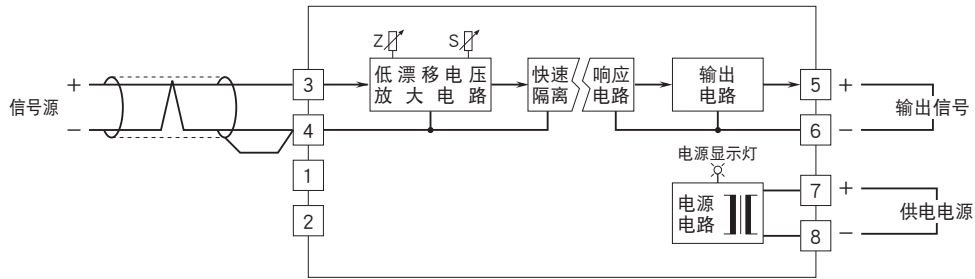 Z S
低漂移电压
放大电路
快速
隔离
响应
电路
输出
电路
+
信号源
−
3
4
1
2
5 +
输出信号
6 −
电源显示灯
电源
电路
7 +
供电电源
8 −